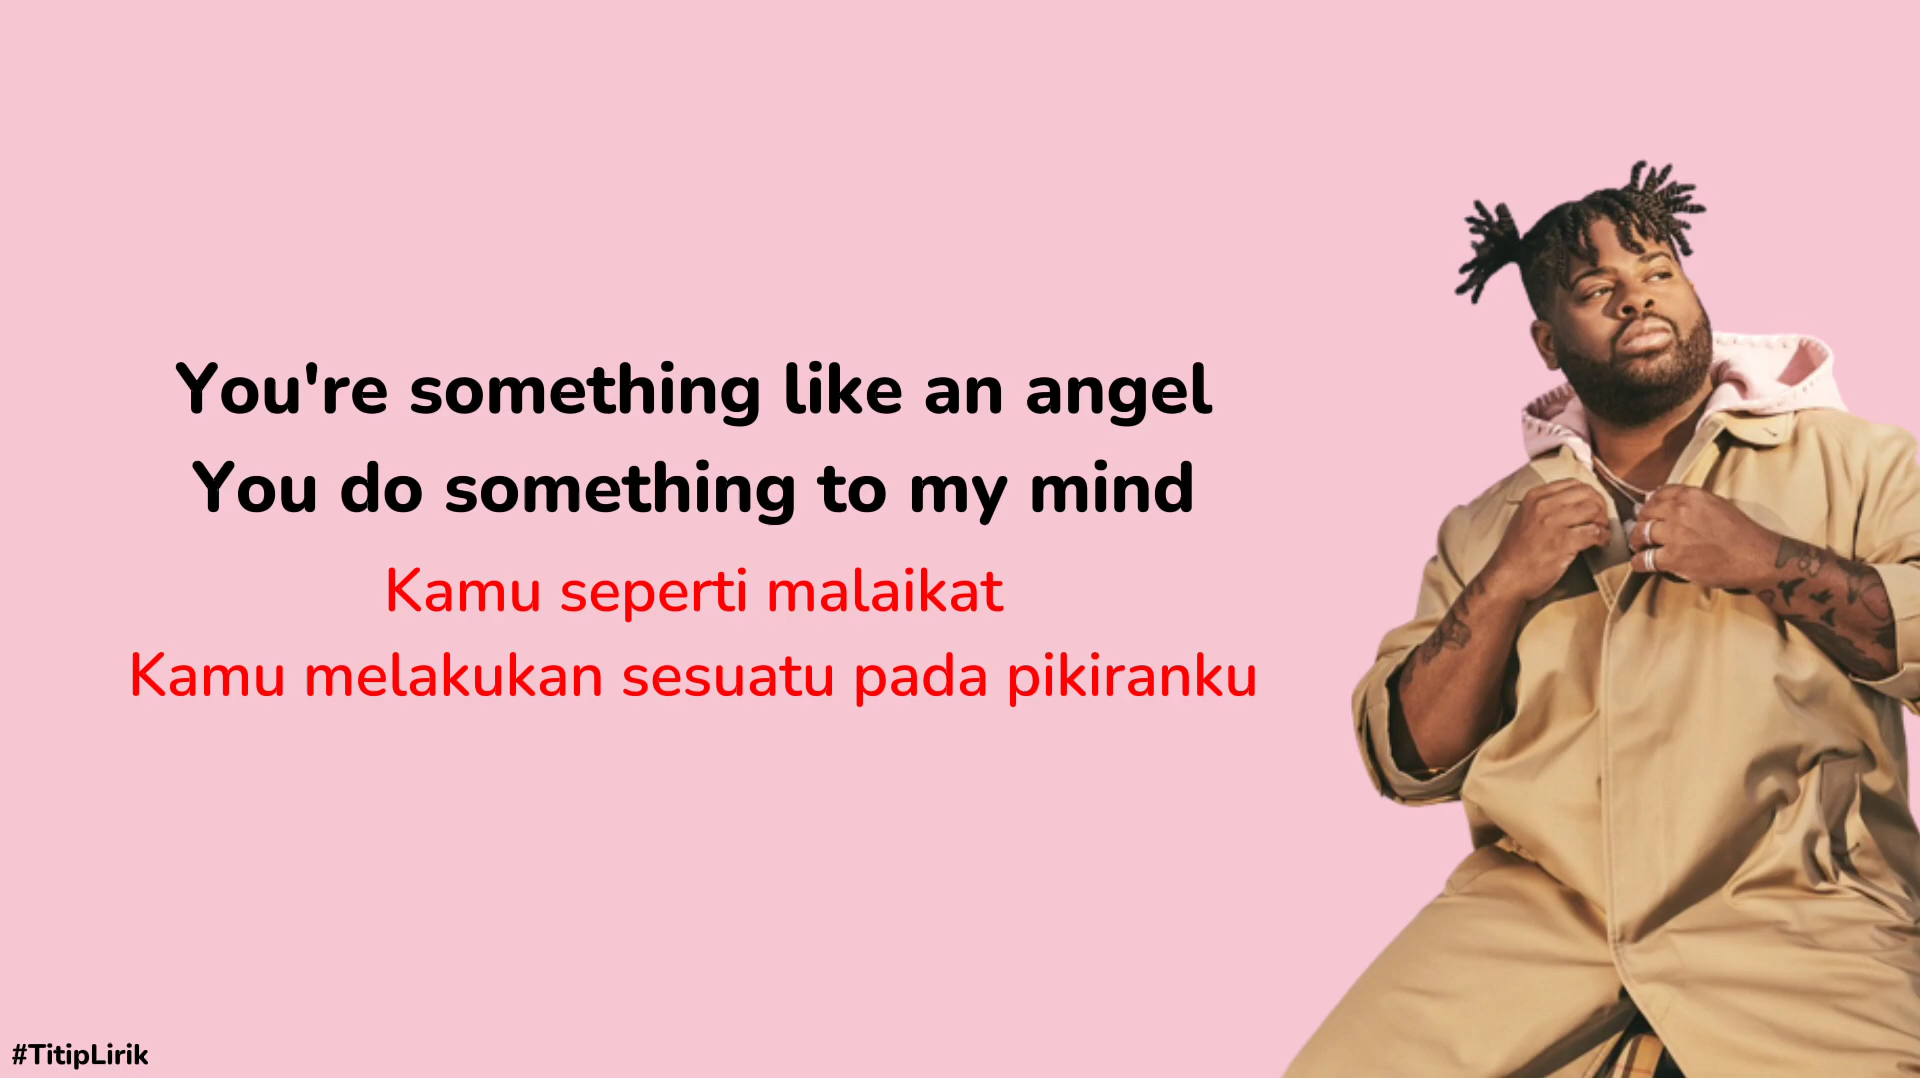 You're something like an angel
You do something to my mind
Kamu seperti malaikat
Kamu melakukan sesuatu pada pikiranku
#TitipLirik